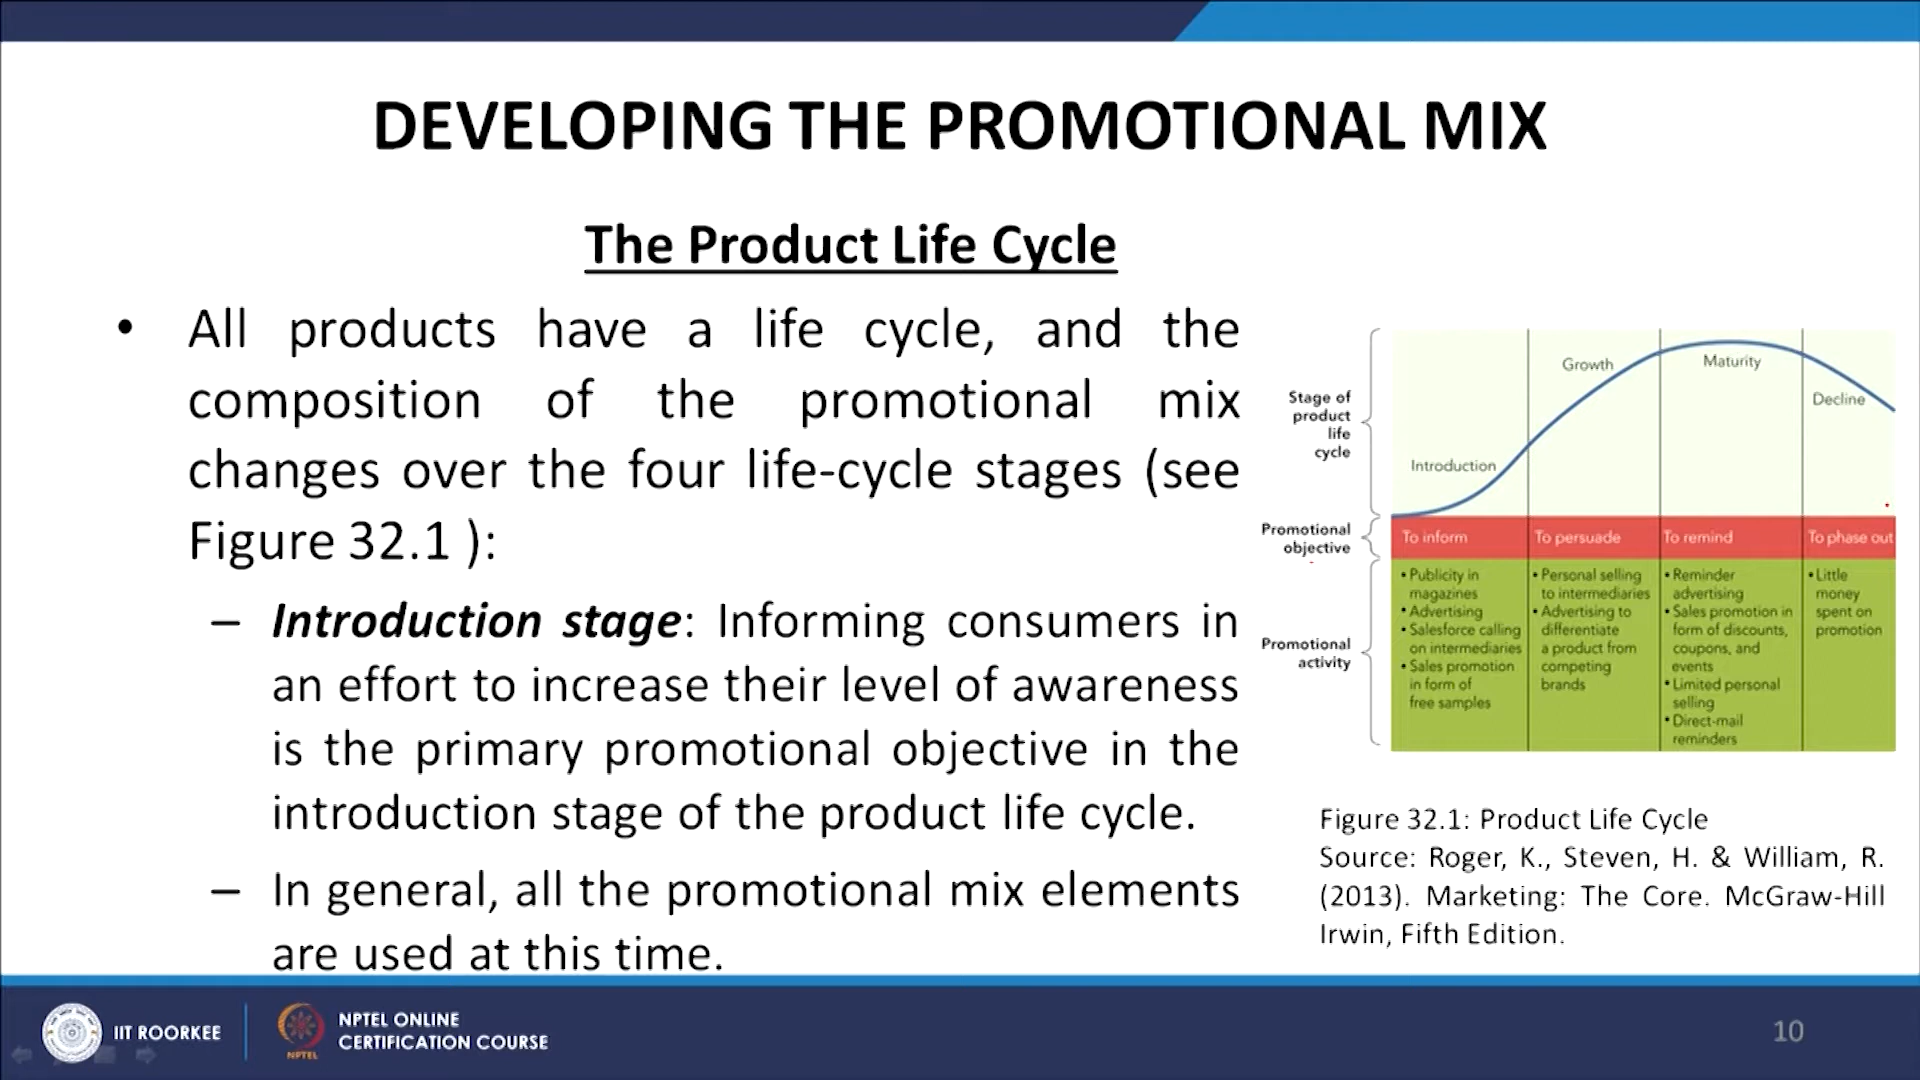 DEVELOPING THE PROMOTIONAL MIX
The Product Life Cycle
• All products have a life cycle, and the
composition of the promotional mix
changes over the four life-cycle stages (see
Figure 32.1 ):
– Introduction stage: Informing consumers in
an effort to increase their level of awareness
is the primary promotional objective in the
introduction stage of the product life cycle.
– In general, all the promotional mix elements
are used at this time.
Stage of
product
life
cycle
Introduction
Growth
Maturity
Decline
Promotional
objective
To inform
To persuade
To remind
To phase out
Promotional
activity
• Publicity in
magazines
• Advertising
• Salesforce calling
on intermediaries
• Sales promotion
in form of
free samples
• Personal selling
to intermediaries
• Advertising to
differentiate
a product from
competing
brands
• Reminder
advertising
• Sales promotion in
form of discounts,
coupons, and
events
• Limited personal
selling
• Direct-mail
reminders
• Little
money
spent on
promotion
Figure 32.1: Product Life Cycle
Source: Roger, K., Steven, H. & William, R.
(2013). Marketing: The Core. McGraw-Hill
Irwin, Fifth Edition.
IIT ROORKEE
NPTEL
NPTEL ONLINE
CERTIFICATION COURSE
10